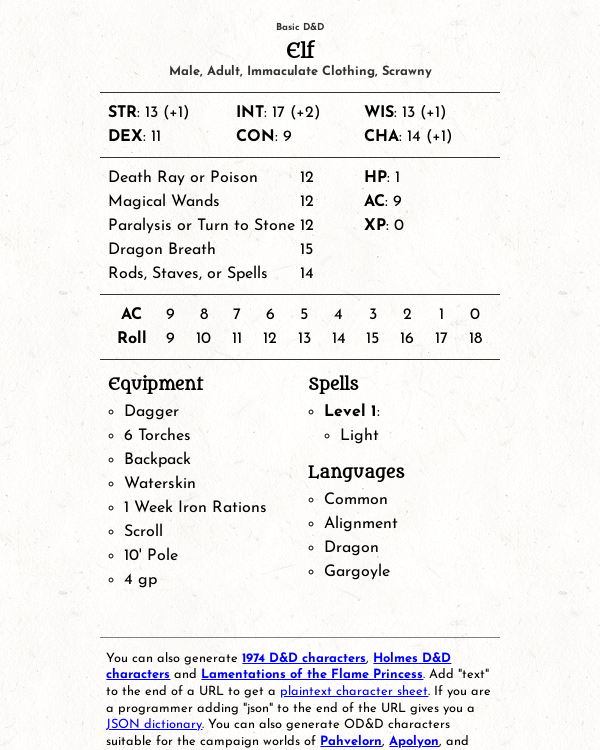 Basic D&D
Elf
Male, Adult, Immaculate Clothing, Scrawny
STR: 13 (+1) INT: 17 (+2) WIS: 13 (+1)
DEX: 11 CON: 9 CHA: 14 (+1)
Death Ray or Poison 12 HP: 1
Magical Wands 12 AC: 9
Paralysis or Turn to Stone 12 XP: 0
Dragon Breath 15
Rods, Staves, or Spells 14
AC 9 8 7 6 5 4 3 2 1 0
Roll 9 10 11 12 13 14 15 16 17 18
Equipment
Dagger
6 Torches
Backpack
Waterskin
1 Week Iron Rations
Scroll
10' Pole
4 gp
Spells
Level 1:
Light
Languages
Common
Alignment
Dragon
Gargoyle
You can also generate 1974 D&D characters, Holmes D&D
characters and Lamentations of the Flame Princess. Add "text"
to the end of a URL to get a plaintext character sheet. If you are
a programmer adding "json" to the end of the URL gives you a
JSON dictionary. You can also generate OD&D characters
suitable for the campaign worlds of Pahvelorn, Apolyon, and